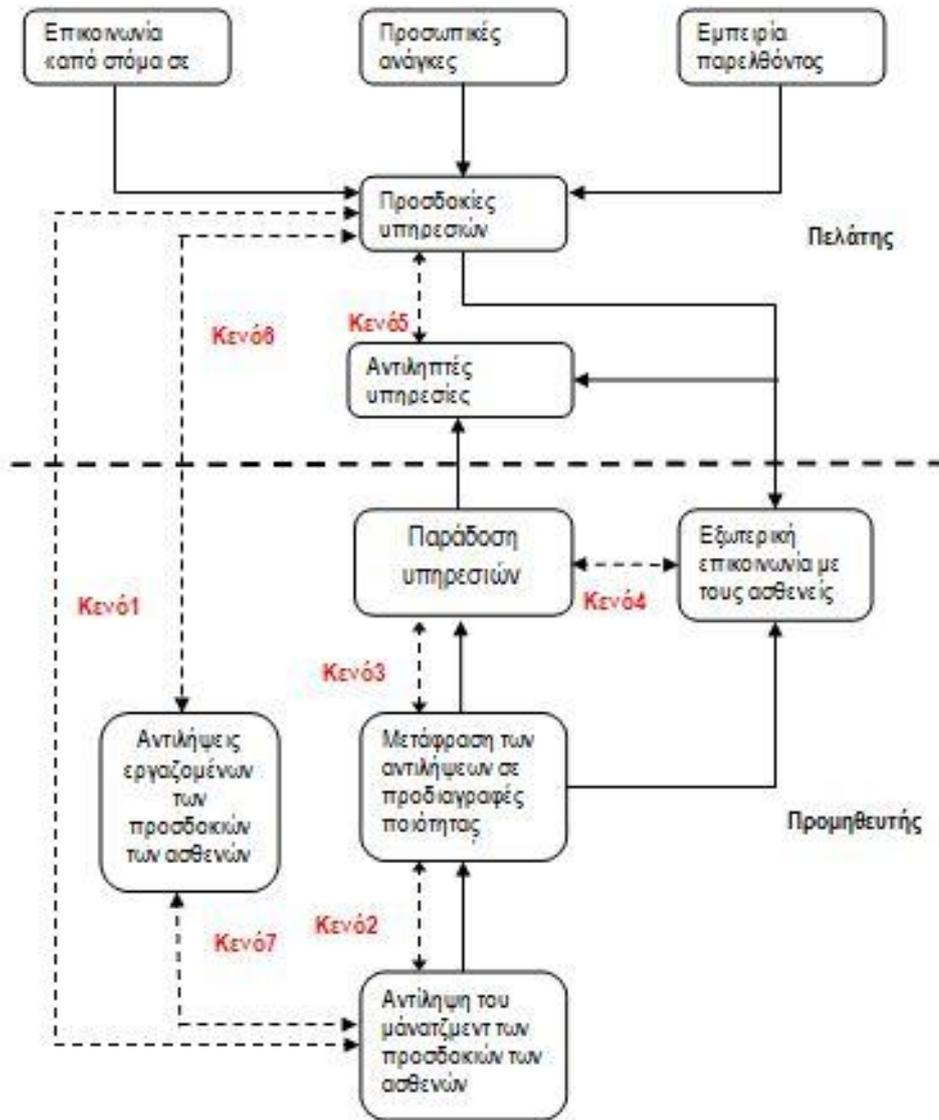 Επικοινωνία
«από στόμα σε
Προσωπικές
ανάγκες
Εμπειρία
παρελθόντος
Προσδοκίες
υπηρεσιών
Πελάτης
Κενό6
Κενό5
Αντιληπτές
υπηρεσίες
Παράδοση
υπηρεσιών
Εξωτερική
επικοινωνία με
τους ασθενείς
Κενό1
Κενό4
Κενό3
Αντιλήψεις
εργαζομένων
των
προσδοκιών
των ασθενών
Μετάφραση των
αντιλήψεων σε
προδιαγραφές
ποιότητας
Προμηθευτής
Κενό7
Κενό2
Αντίληψη του
μάνατζμεντ των
προσδοκιών των
ασθενών